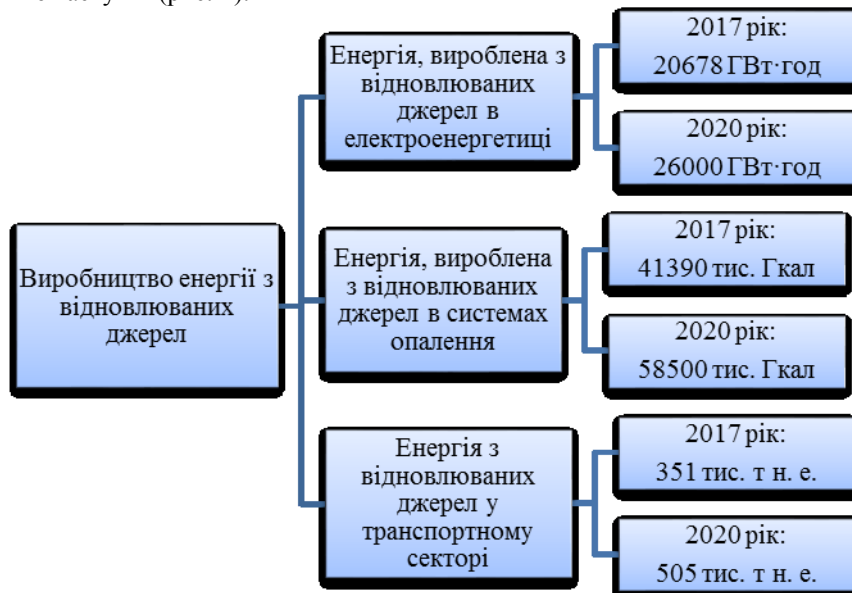 Виробництво енергії з
відновлюваних
джерел
Енергія, вироблена з
відновлюваних
джерел в
електроенергетиці
2017 рік:
20678 ГВт·год
2020 рік:
26000 ГВт·год
Енергія, вироблена
з відновлюваних
джерел в системах
опалення
2017 рік:
41390 тис. Гкал
2020 рік:
58500 тис. Гкал
Енергія з
відновлюваних
джерел у
транспортному
секторі
2017 рік:
351 тис. т н. е.
2020 рік:
505 тис. т н. е.